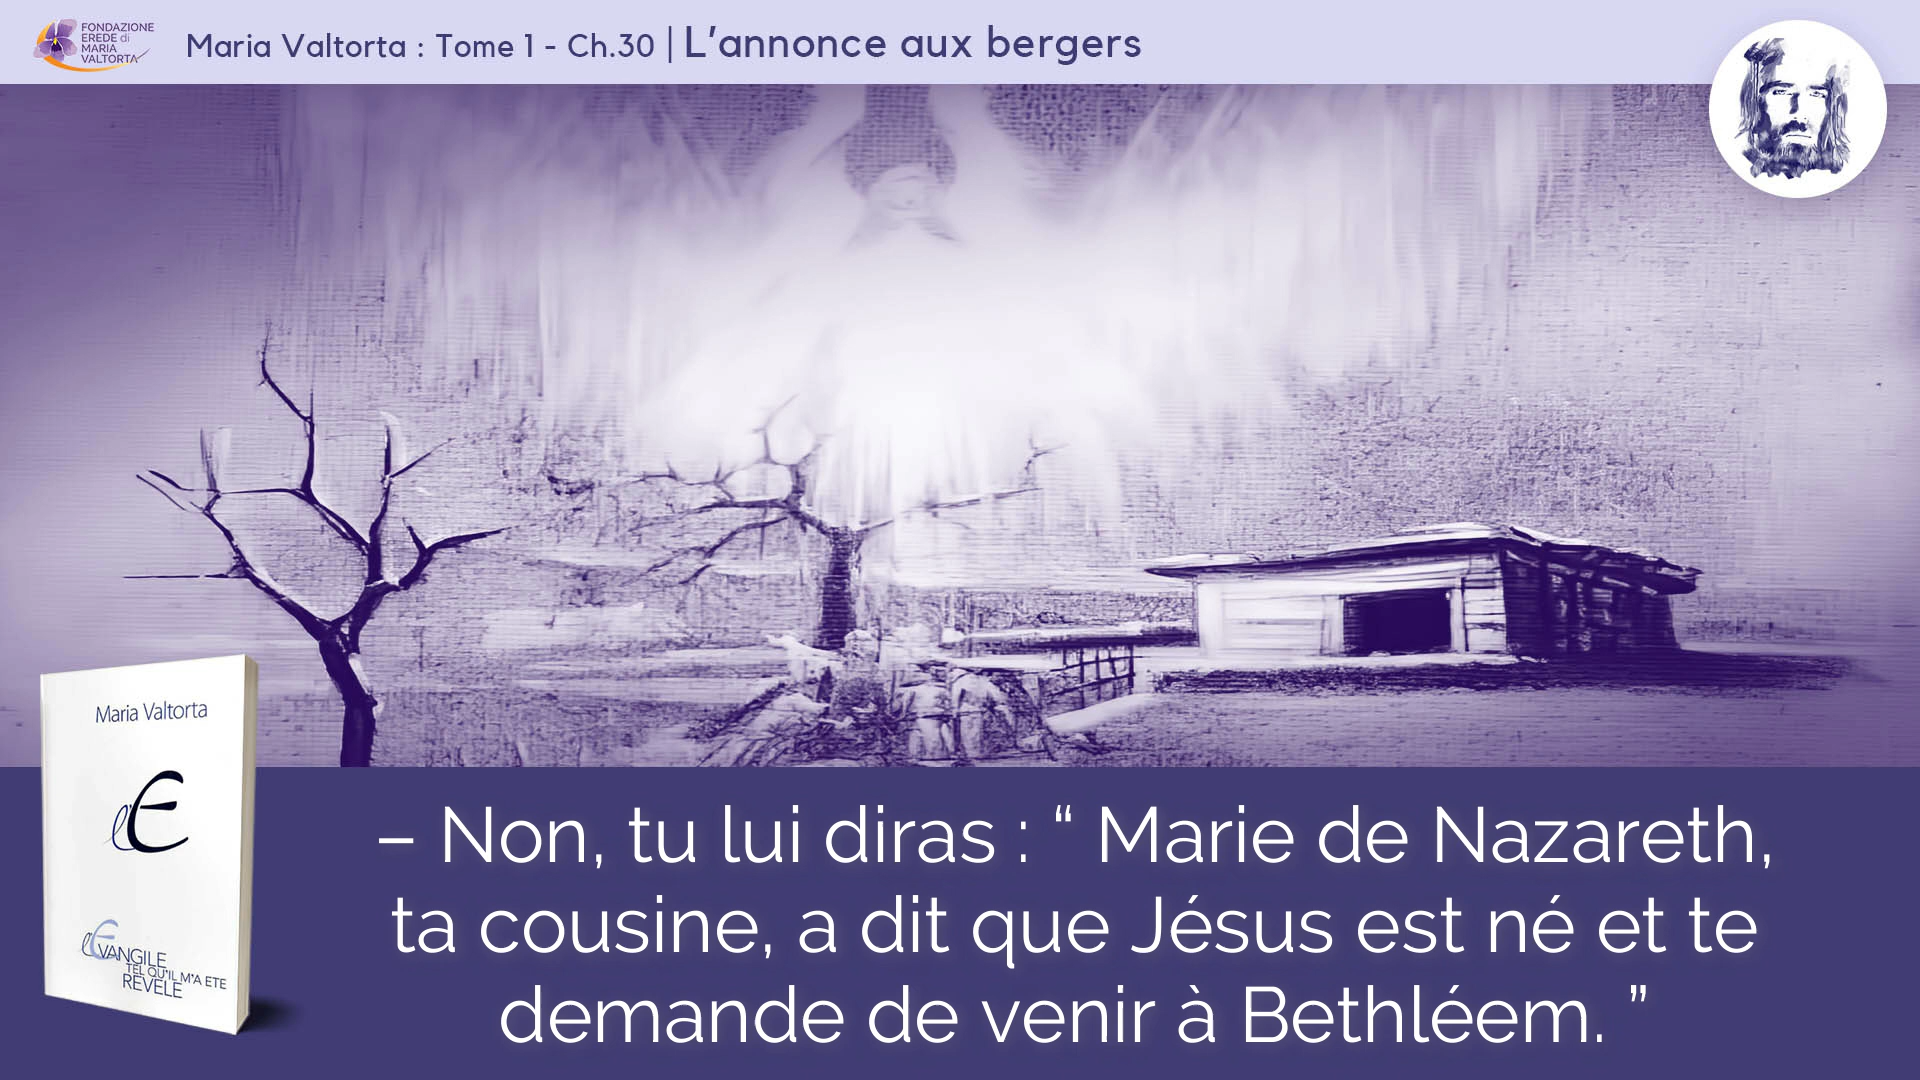 FONDAZIONE
EREDE di
MARIA
VALTORTA
Maria Valtorta : Tome 1 - Ch.30 | L'annonce aux bergers
Maria Valtorta
l'E
l'EVANGILE
TEL QU'IL M'A ETE
REVELE
– Non, tu lui diras : “ Marie de Nazareth,
ta cousine, a dit que Jésus est né et te
demande de venir à Bethléem. ”